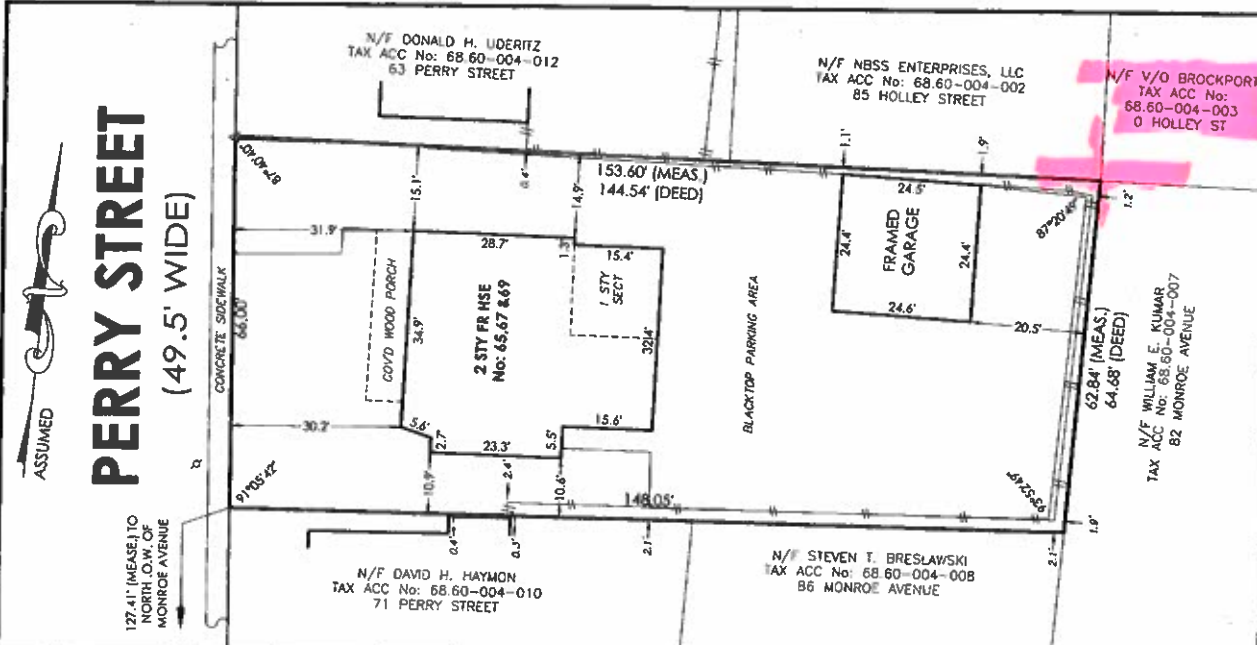 N/F DONALD H. UDERITZ
TAX ACC No: 68.60-004-012
63 PERRY STREET
N/F NBSS ENTERPRISES, LLC
TAX ACC No: 68.60-004-002
85 HOLLEY STREET
N/F V/O BROCKPORT
TAX ACC No:
68.60-004-003
0 HOLLEY ST
ASSUMED
PERRY STREET
(49.5' WIDE)
CONCRETE SIDEWALK
66.00'
87°40'40"
15.1'
0.4'
14.9'
153.60' (MEAS.)
144.54' (DEED)
1.1'
1.9'
1.2'
87°20'49"
31.9'
28.7'
1.3'
15.4'
24.5'
24.4'
FRAMED
GARAGE
24.4'
24.6'
20.5'
COV'D WOOD PORCH
34.9'
2 STY FR HSE
No: 65,67 &69
1 STY
SECT
32.4'
BLACKTOP PARKING AREA
62.84' (MEAS.)
64.68' (DEED)
N/F WILLIAM E. KUMAR
TAX ACC No: 68.60-004-007
82 MONROE AVENUE
30.2'
5.6'
2.7'
23.3'
5.5'
15.6'
91°05'42"
10.9'
2.4'
10.6'
148.05'
93°52'49"
127.41' (MEASE.) TO
NORTH .O.W. OF
MONROE AVENUE
0.4'
0.3'
2.1'
2.1'
1.9'
N/F DAVID H. HAYMON
TAX ACC No: 68.60-004-010
71 PERRY STREET
N/F STEVEN T. BRESLAWSKI
TAX ACC No: 68.60-004-008
86 MONROE AVENUE